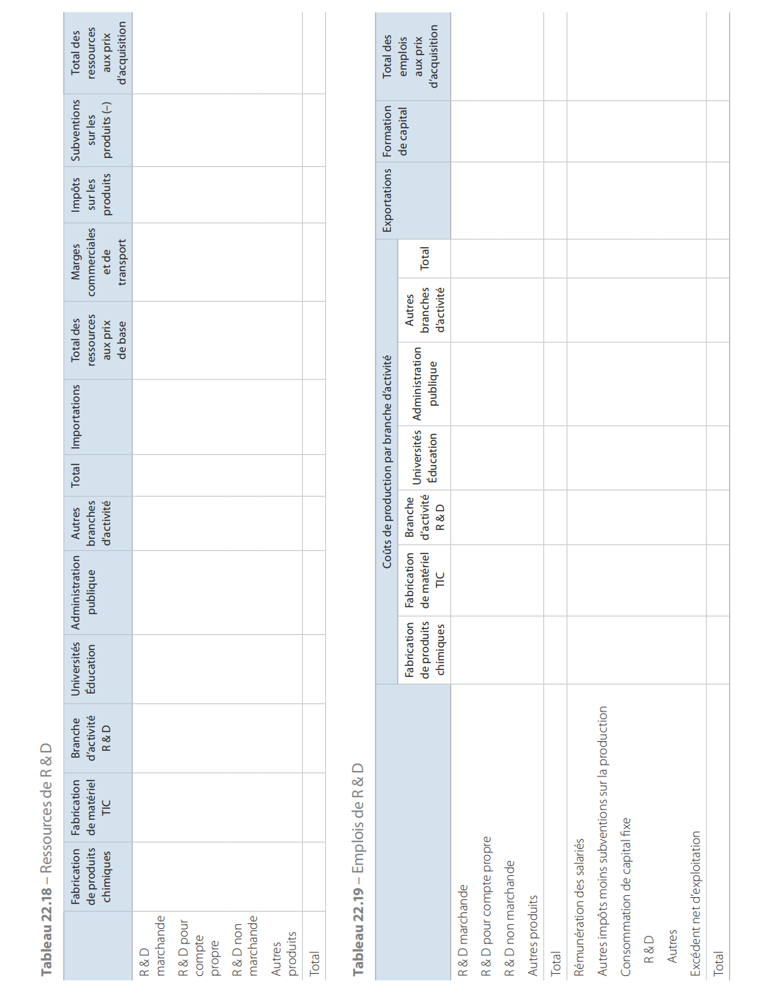 Tableau 22.18 – Ressources de R & D
Fabrication
de produits
chimiques
Fabrication
de matériel
TIC
Branche
d’activité
R & D
Universités
Éducation
Administration
publique
Autres
branches
d’activité
Total
Importations
Total des
ressources
aux prix
de base
Marges
commerciales
et de
transport
Impôts
sur les
produits
Subventions
sur les
produits (–)
Total des
ressources
aux prix
d’acquisition
R & D
marchande
R & D pour
compte
propre
R & D non
marchande
Autres
produits
Total
Tableau 22.19 – Emplois de R & D
Coûts de production par branche d’activité
Exportations
Formation
de capital
Total des
emplois
aux prix
d’acquisition
Fabrication
de produits
chimiques
Fabrication
de matériel
TIC
Branche
d’activité
R & D
Universités
Éducation
Administration
publique
Autres
branches
d’activité
Total
R & D marchande
R & D pour compte propre
R & D non marchande
Autres produits
Total
Rémunération des salariés
Autres impôts moins subventions sur la production
Consommation de capital fixe
R & D
Autres
Excédent net d’exploitation
Total